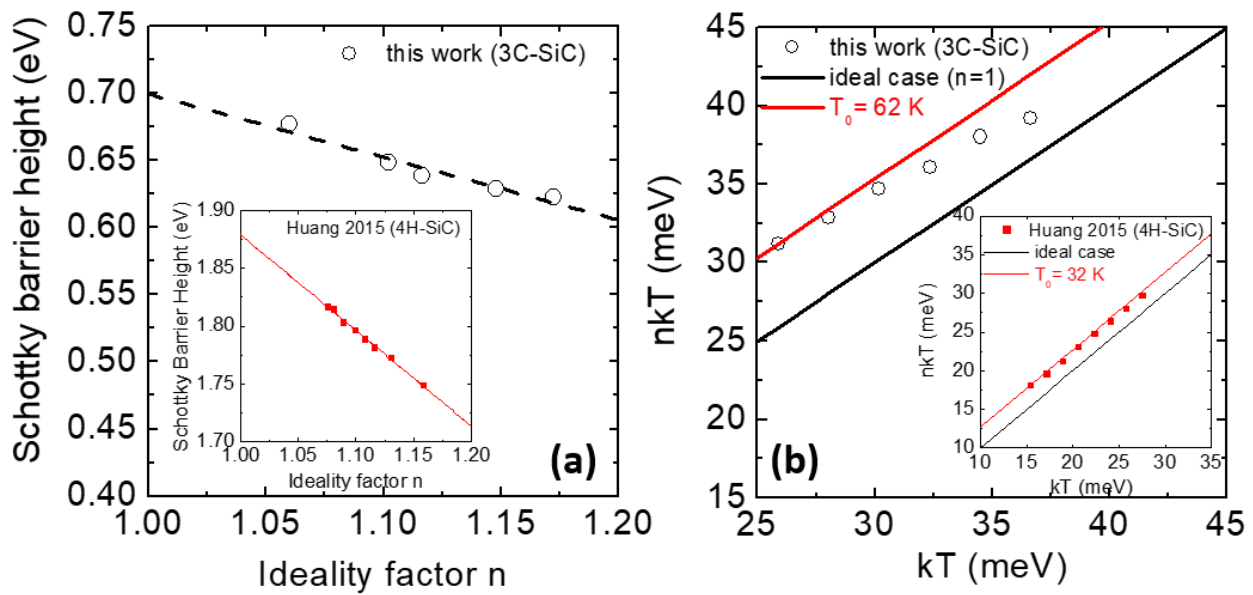 Schottky barrier height (eV)
0.75
0.70
0.65
0.60
0.55
0.50
0.45
0.40
this work (3C-SiC)
Schottky Barrier Height (eV)
1.90
1.85
1.80
1.75
1.70
Huang 2015 (4H-SiC)
1.00 1.05 1.10 1.15 1.20
Ideality factor n
(a)
1.00 1.05 1.10 1.15 1.20
Ideality factor n
nkT (meV)
45
40
35
30
25
20
15
this work (3C-SiC)
ideal case (n=1)
T0= 62 K
nkT (meV)
40
35
30
25
20
15
10
Huang 2015 (4H-SiC)
ideal case
T0= 32 K
10 15 20 25 30 35
kT (meV)
(b)
25 30 35 40 45
kT (meV)